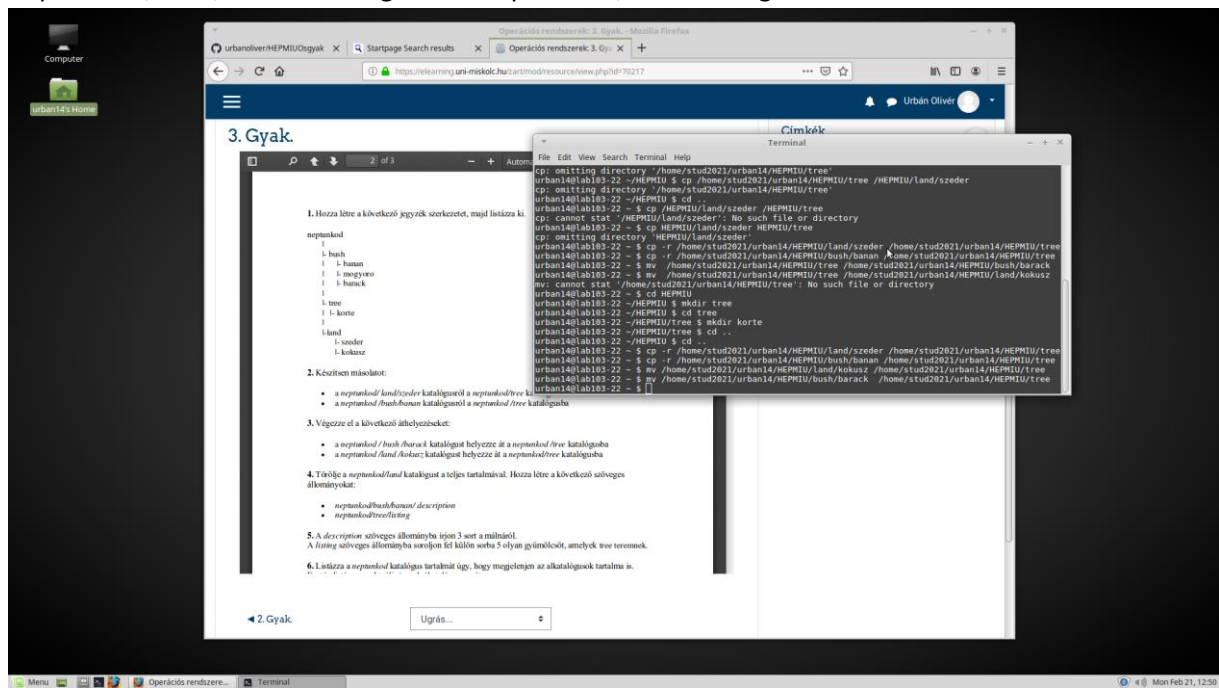 Computer
urban14's Home
Operációs rendszerek: 3. Gyak. - Mozilla Firefox
urbanoliver/HEPMIUOsgyak
Startpage Search results
Operációs rendszerek: 3. Gy
https://elearning.uni-miskolc.hu/zart/mod/resource/view.php?id=70217
Urbán Olivér
3. Gyak.
Címkék
2 of 3
Autom
1. Hozza létre a következő jegyzék szerkezetet, majd listázza ki.
neptunkod
|
|- bush
| |- banan
| |- mogyoro
| |- barack
|
|- tree
| |- korte
|
|-land
|- szeder
|- kokusz
2. Készítsen másolatot:
• a neptunkod/ land/szeder katalógusról a neptunkod/tree
• a neptunkod /bush/banan katalógusról a neptunkod /tree katalógusba
3. Végezze el a következő áthelyezéseket:
• a neptunkod / bush /barack katalógust helyezze át a neptunkod /tree katalógusba
• a neptunkod /land /kokusz katalógust helyezze át a neptunkod/tree katalógusba
4. Törölje a neptunkod/land katalógust a teljes tartalmával. Hozza létre a következő szöveges
állományokat:
• neptunkod/bush/banan/ description
• neptunkod/tree/listing
5. A description szöveges állományba írjon 3 sort a málnáról.
A listing szöveges állományba soroljon fel külön sorba 5 olyan gyümölcsöt, amelyek tree teremnek.
6. Listázza a neptunkod katalógus tartalmát úgy, hogy megjelenjen az alkatalógusok tartalma is.
◄ 2. Gyak.
Ugrás...
Terminal
File Edit View Search Terminal Help
cp: omitting directory '/home/stud2021/urban14/HEPMIU/tree'
urban14@lab103-22 ~/HEPMIU $ cp /home/stud2021/urban14/HEPMIU/tree /HEPMIU/land/szeder
cp: omitting directory '/home/stud2021/urban14/HEPMIU/tree'
urban14@lab103-22 ~/HEPMIU $ cd ..
urban14@lab103-22 ~ $ cp /HEPMIU/land/szeder /HEPMIU/tree
cp: cannot stat '/HEPMIU/land/szeder': No such file or directory
urban14@lab103-22 ~ $ cp HEPMIU/land/szeder HEPMIU/tree
cp: omitting directory 'HEPMIU/land/szeder'
urban14@lab103-22 ~ $ cp -r /home/stud2021/urban14/HEPMIU/land/szeder /home/stud2021/urban14/HEPMIU/tree
urban14@lab103-22 ~ $ cp -r /home/stud2021/urban14/HEPMIU/bush/banan /home/stud2021/urban14/HEPMIU/tree
urban14@lab103-22 ~ $ mv /home/stud2021/urban14/HEPMIU/tree /home/stud2021/urban14/HEPMIU/bush/barack
urban14@lab103-22 ~ $ mv /home/stud2021/urban14/HEPMIU/tree /home/stud2021/urban14/HEPMIU/land/kokusz
mv: cannot stat '/home/stud2021/urban14/HEPMIU/tree': No such file or directory
urban14@lab103-22 ~ $ cd HEPMIU
urban14@lab103-22 ~/HEPMIU $ mkdir tree
urban14@lab103-22 ~/HEPMIU $ cd tree
urban14@lab103-22 ~/HEPMIU/tree $ mkdir korte
urban14@lab103-22 ~/HEPMIU/tree $ cd ..
urban14@lab103-22 ~/HEPMIU $ cd ..
urban14@lab103-22 ~ $ cp -r /home/stud2021/urban14/HEPMIU/land/szeder /home/stud2021/urban14/HEPMIU/tree
urban14@lab103-22 ~ $ cp -r /home/stud2021/urban14/HEPMIU/bush/banan /home/stud2021/urban14/HEPMIU/tree
urban14@lab103-22 ~ $ mv /home/stud2021/urban14/HEPMIU/land/kokusz /home/stud2021/urban14/HEPMIU/tree
urban14@lab103-22 ~ $ mv /home/stud2021/urban14/HEPMIU/bush/barack /home/stud2021/urban14/HEPMIU/tree
urban14@lab103-22 ~ $
Menu
Operációs rendszere...
Terminal
Mon Feb 21, 12:50